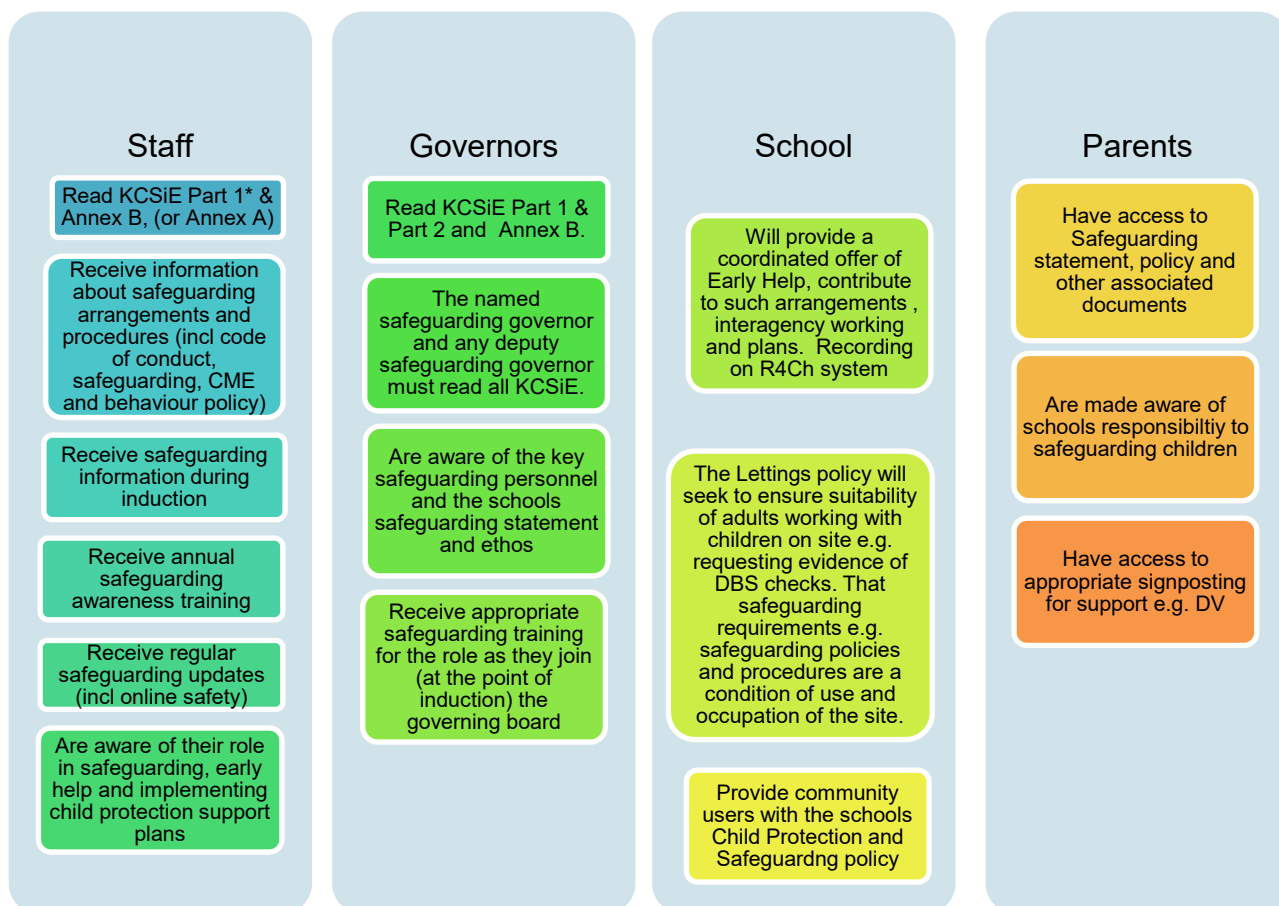 Staff
Read KCSiE Part 1* &
Annex B, (or Annex A)
Receive information
about safeguarding
arrangements and
procedures (incl code
of conduct,
safeguarding, CME
and behaviour policy)
Receive safeguarding
information during
induction
Receive annual
safeguarding
awareness training
Receive regular
safeguarding updates
(incl online safety)
Are aware of their role
in safeguarding, early
help and implementing
child protection support
plans
Governors
Read KCSiE Part 1 &
Part 2 and Annex B.
The named
safeguarding governor
and any deputy
safeguarding governor
must read all KCSiE.
Are aware of the key
safeguarding personnel
and the schools
safeguarding statement
and ethos
Receive appropriate
safeguarding training
for the role as they join
(at the point of
induction) the
governing board
School
Will provide a
coordinated offer of
Early Help, contribute
to such arrangements ,
interagency working
and plans. Recording
on R4Ch system
The Lettings policy will
seek to ensure suitability
of adults working with
children on site e.g.
requesting evidence of
DBS checks. That
safeguarding
requirements e.g.
safeguarding policies
and procedures are a
condition of use and
occupation of the site.
Provide community
users with the schools
Child Protection and
Safeguardng policy
Parents
Have access to
Safeguarding
statement, policy and
other associated
documents
Are made aware of
schools responsibiltiy to
safeguarding children
Have access to
appropriate signposting
for support e.g. DV